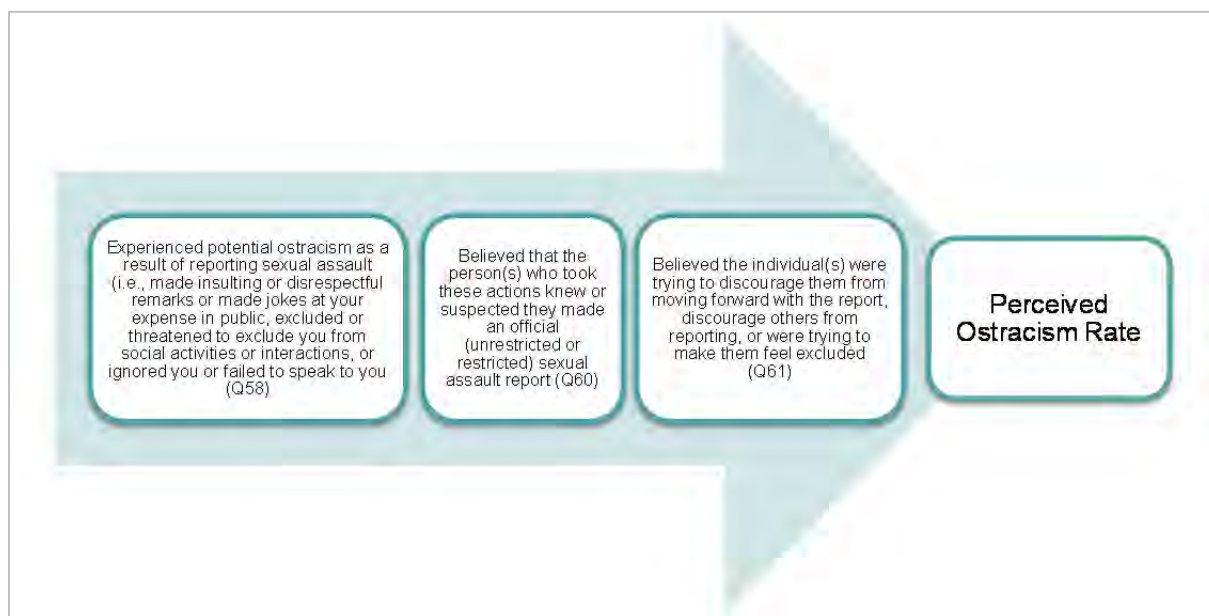 Experienced potential ostracism as a
result of reporting sexual assault
(i.e., made insulting or disrespectful
remarks or made jokes at your
expense in public, excluded or
threatened to exclude you from
social activities or interactions, or
ignored you or failed to speak to you
(Q58)
Believed that the
person(s) who took
these actions knew or
suspected they made
an official
(unrestricted or
restricted) sexual
assault report (Q60)
Believed the individual(s) were
trying to discourage them from
moving forward with the report,
discourage others from
reporting, or were trying to
make them feel excluded
(Q61)
Perceived
Ostracism Rate